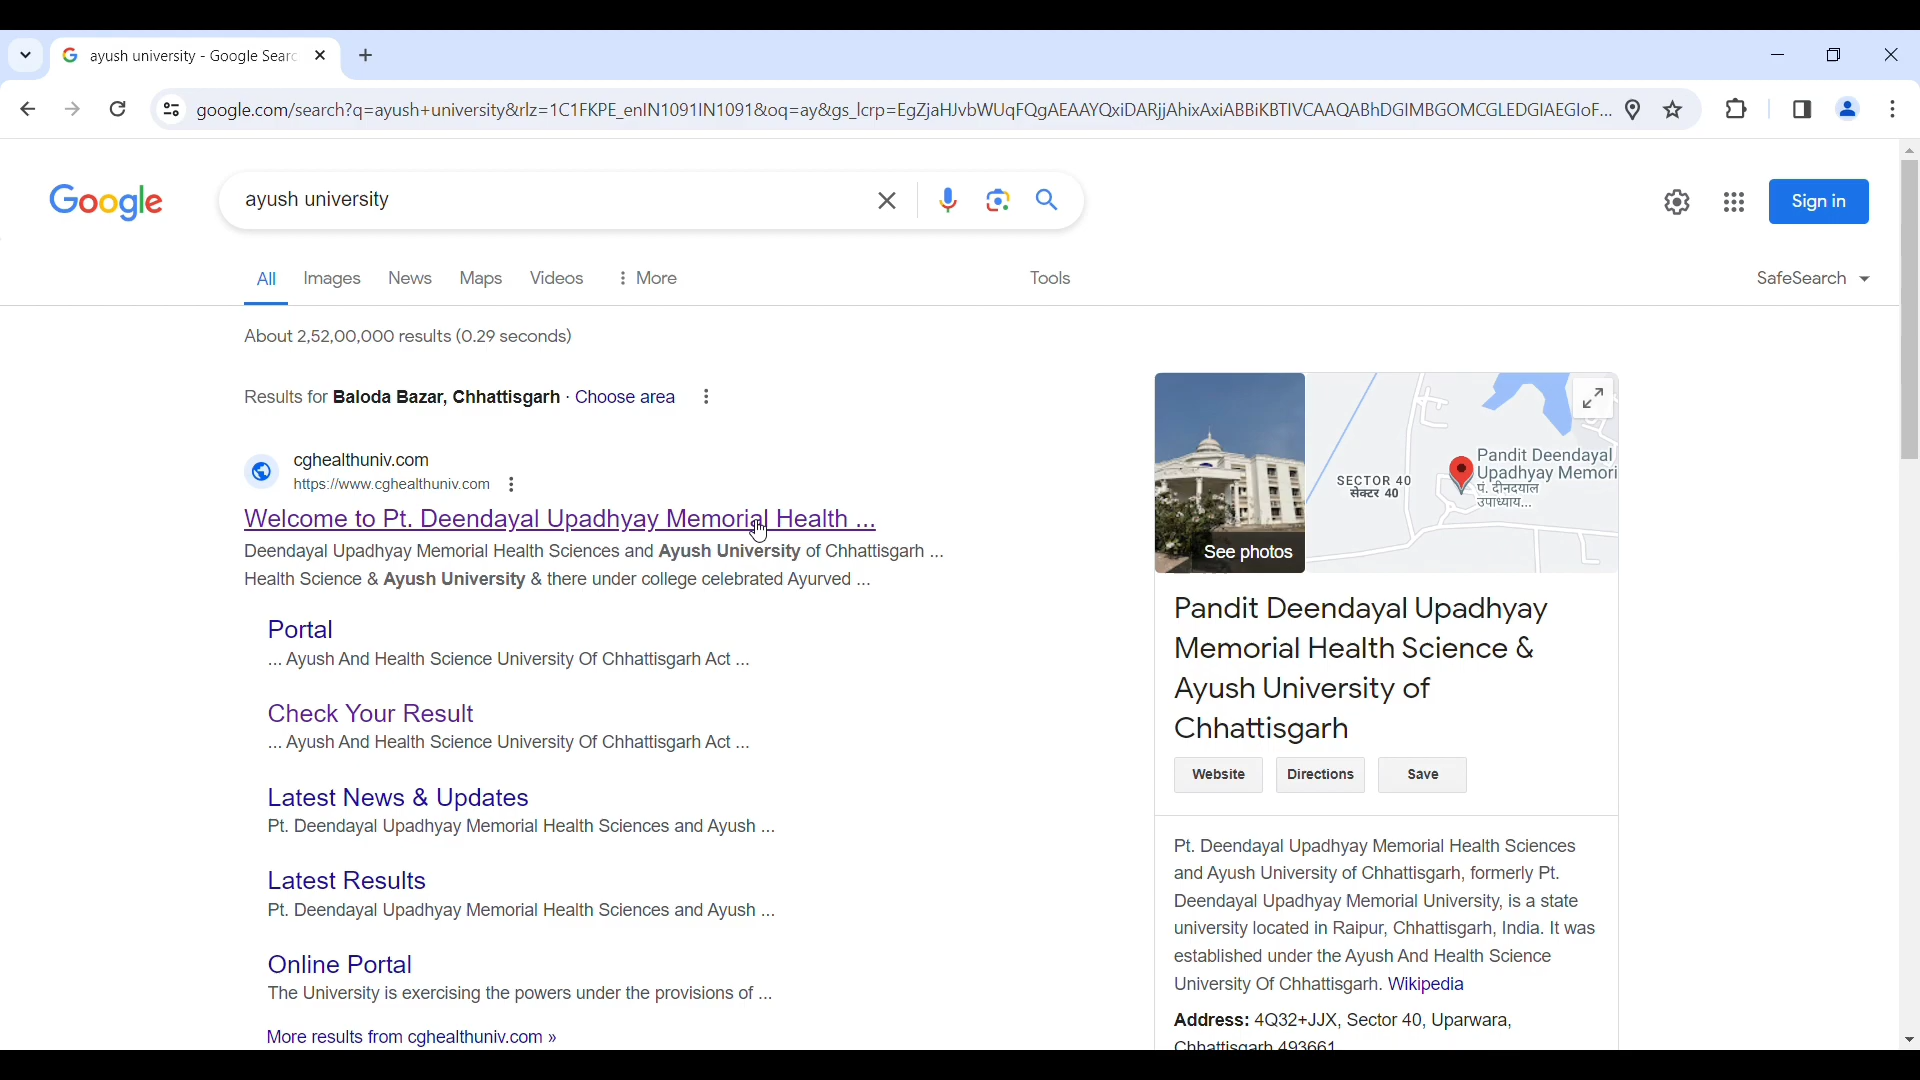 ayush university - Google Searc
google.com/search?q=ayush+university&rlz=1C1FKPE_enIN1091IN1091&oq=ay&gs_lcrp=EgZjaHJvbWUqFQgAEAAYQxiDARjjAhixAxiABBiKBTIVCAAQABhDGIMBGOMCGLEDGIAEGIoF...
Google
ayush university
Sign in
All Images News Maps Videos More Tools SafeSearch
About 2,52,00,000 results (0.29 seconds)
Results for Baloda Bazar, Chhattisgarh · Choose area
cghealthuniv.com
https://www.cghealthuniv.com
Welcome to Pt. Deendayal Upadhyay Memorial Health ...
Deendayal Upadhyay Memorial Health Sciences and Ayush University of Chhattisgarh ...
Health Science & Ayush University & there under college celebrated Ayurved ...
Portal
... Ayush And Health Science University Of Chhattisgarh Act ...
Check Your Result
... Ayush And Health Science University Of Chhattisgarh Act ...
Latest News & Updates
Pt. Deendayal Upadhyay Memorial Health Sciences and Ayush ...
Latest Results
Pt. Deendayal Upadhyay Memorial Health Sciences and Ayush ...
Online Portal
The University is exercising the powers under the provisions of ...
More results from cghealthuniv.com »
See photos
SECTOR 40
सेक्टर 40
Pandit Deendayal
Upadhyay Memori
पं. दीनदयाल
उपाध्याय...
Pandit Deendayal Upadhyay
Memorial Health Science &
Ayush University of
Chhattisgarh
Website Directions Save
Pt. Deendayal Upadhyay Memorial Health Sciences
and Ayush University of Chhattisgarh, formerly Pt.
Deendayal Upadhyay Memorial University, is a state
university located in Raipur, Chhattisgarh, India. It was
established under the Ayush And Health Science
University Of Chhattisgarh. Wikipedia
Address: 4Q32+JJX, Sector 40, Uparwara,
Chhattisgarh 493661